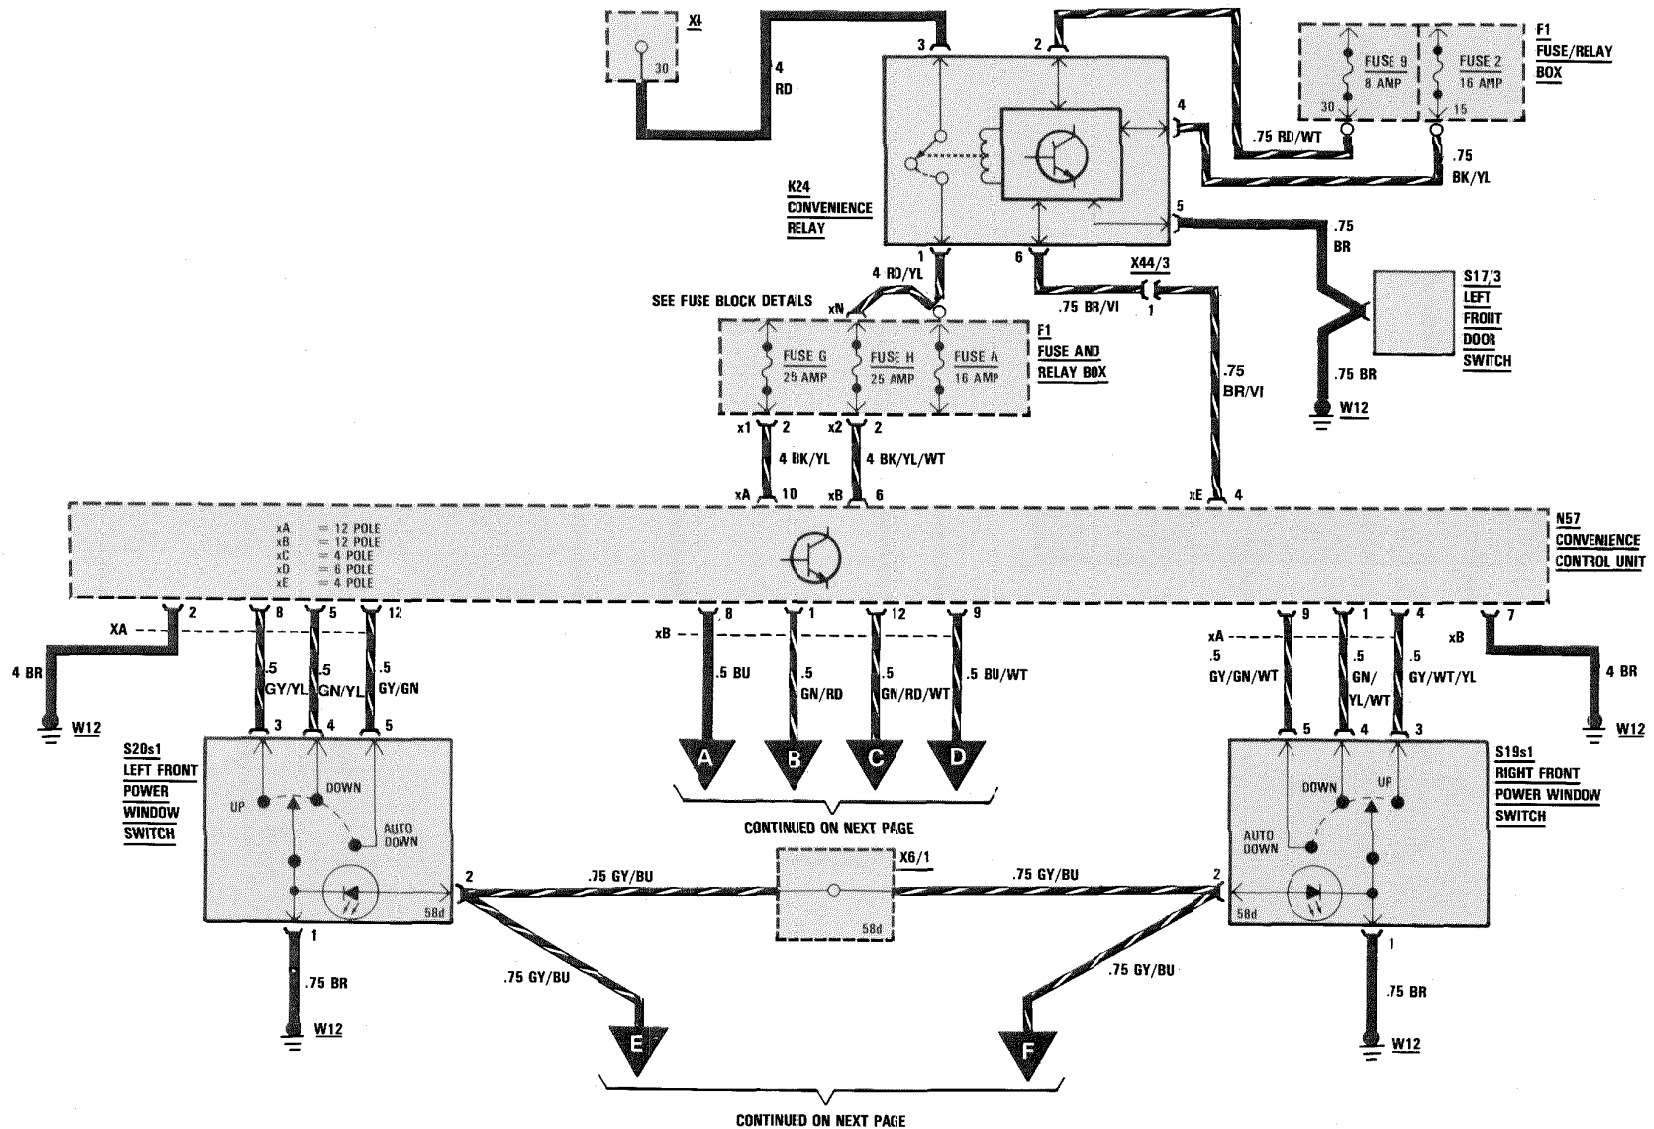 X4
30
4
RD
3
2
4
5
1
6
K24
CONVENIENCE
RELAY
F1
FUSE/RELAY
BOX
FUSE 9
8 AMP
30
FUSE 2
16 AMP
15
.75 RD/WT
.75
BK/YL
.75
BR
S17/3
LEFT
FRONT
DOOR
SWITCH
.75 BR
W12
4 RD/YL
X44/3
.75 BR/VI
1
.75
BR/VI
SEE FUSE BLOCK DETAILS
xN
FUSE G
25 AMP
FUSE H
25 AMP
FUSE A
16 AMP
F1
FUSE AND
RELAY BOX
x1 2
x2 2
4 BK/YL
4 BK/YL/WT
xA 10
xB 6
xE 4
xA = 12 POLE
xB = 12 POLE
xC = 4 POLE
xD = 6 POLE
xE = 4 POLE
N57
CONVENIENCE
CONTROL UNIT
2
8
5
12
XA
8
1
12
9
xB
9
1
4
xA
xB 7
4 BR
W12
.5
GY/YL
.5
GN/YL
.5
GY/GN
.5 BU
.5
GN/RD
.5
GN/RD/WT
.5 BU/WT
.5
GY/GN/WT
.5
GN/
YL/WT
.5
GY/WT/YL
4 BR
W12
3
4
5
S20s1
LEFT FRONT
POWER
WINDOW
SWITCH
UP
DOWN
AUTO
DOWN
58d
2
1
.75 BR
W12
A
B
C
D
CONTINUED ON NEXT PAGE
X6/1
58d
.75 GY/BU
.75 GY/BU
.75 GY/BU
.75 GY/BU
E
F
CONTINUED ON NEXT PAGE
5
4
3
S19s1
RIGHT FRONT
POWER WINDOW
SWITCH
DOWN
UP
AUTO
DOWN
2
58d
1
.75 BR
W12